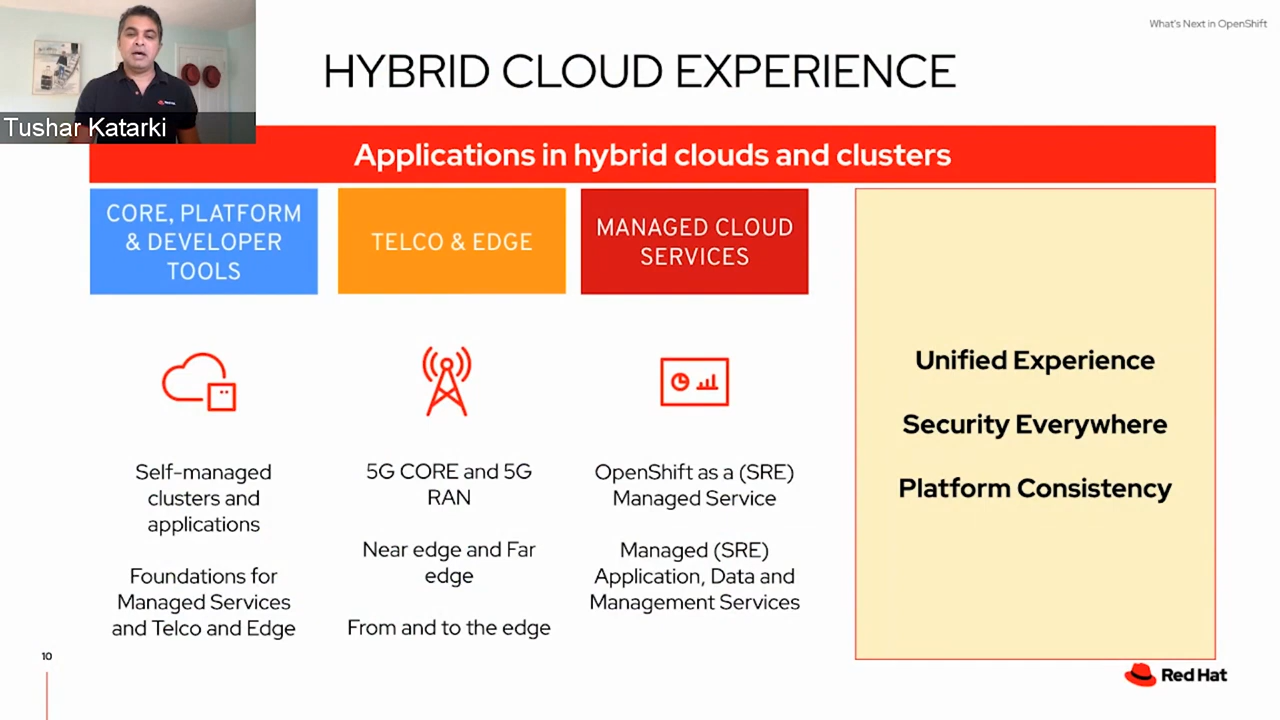 What's Next in OpenShift
HYBRID CLOUD EXPERIENCE
Red Hat
Tushar Katarki
Applications in hybrid clouds and clusters
CORE, PLATFORM
& DEVELOPER
TOOLS
TELCO & EDGE
MANAGED CLOUD
SERVICES
Self-managed
clusters and
applications
Foundations for
Managed Services
and Telco and Edge
5G CORE and 5G
RAN
Near edge and Far
edge
From and to the edge
OpenShift as a (SRE)
Managed Service
Managed (SRE)
Application, Data and
Management Services
Unified Experience
Security Everywhere
Platform Consistency
10
Red Hat